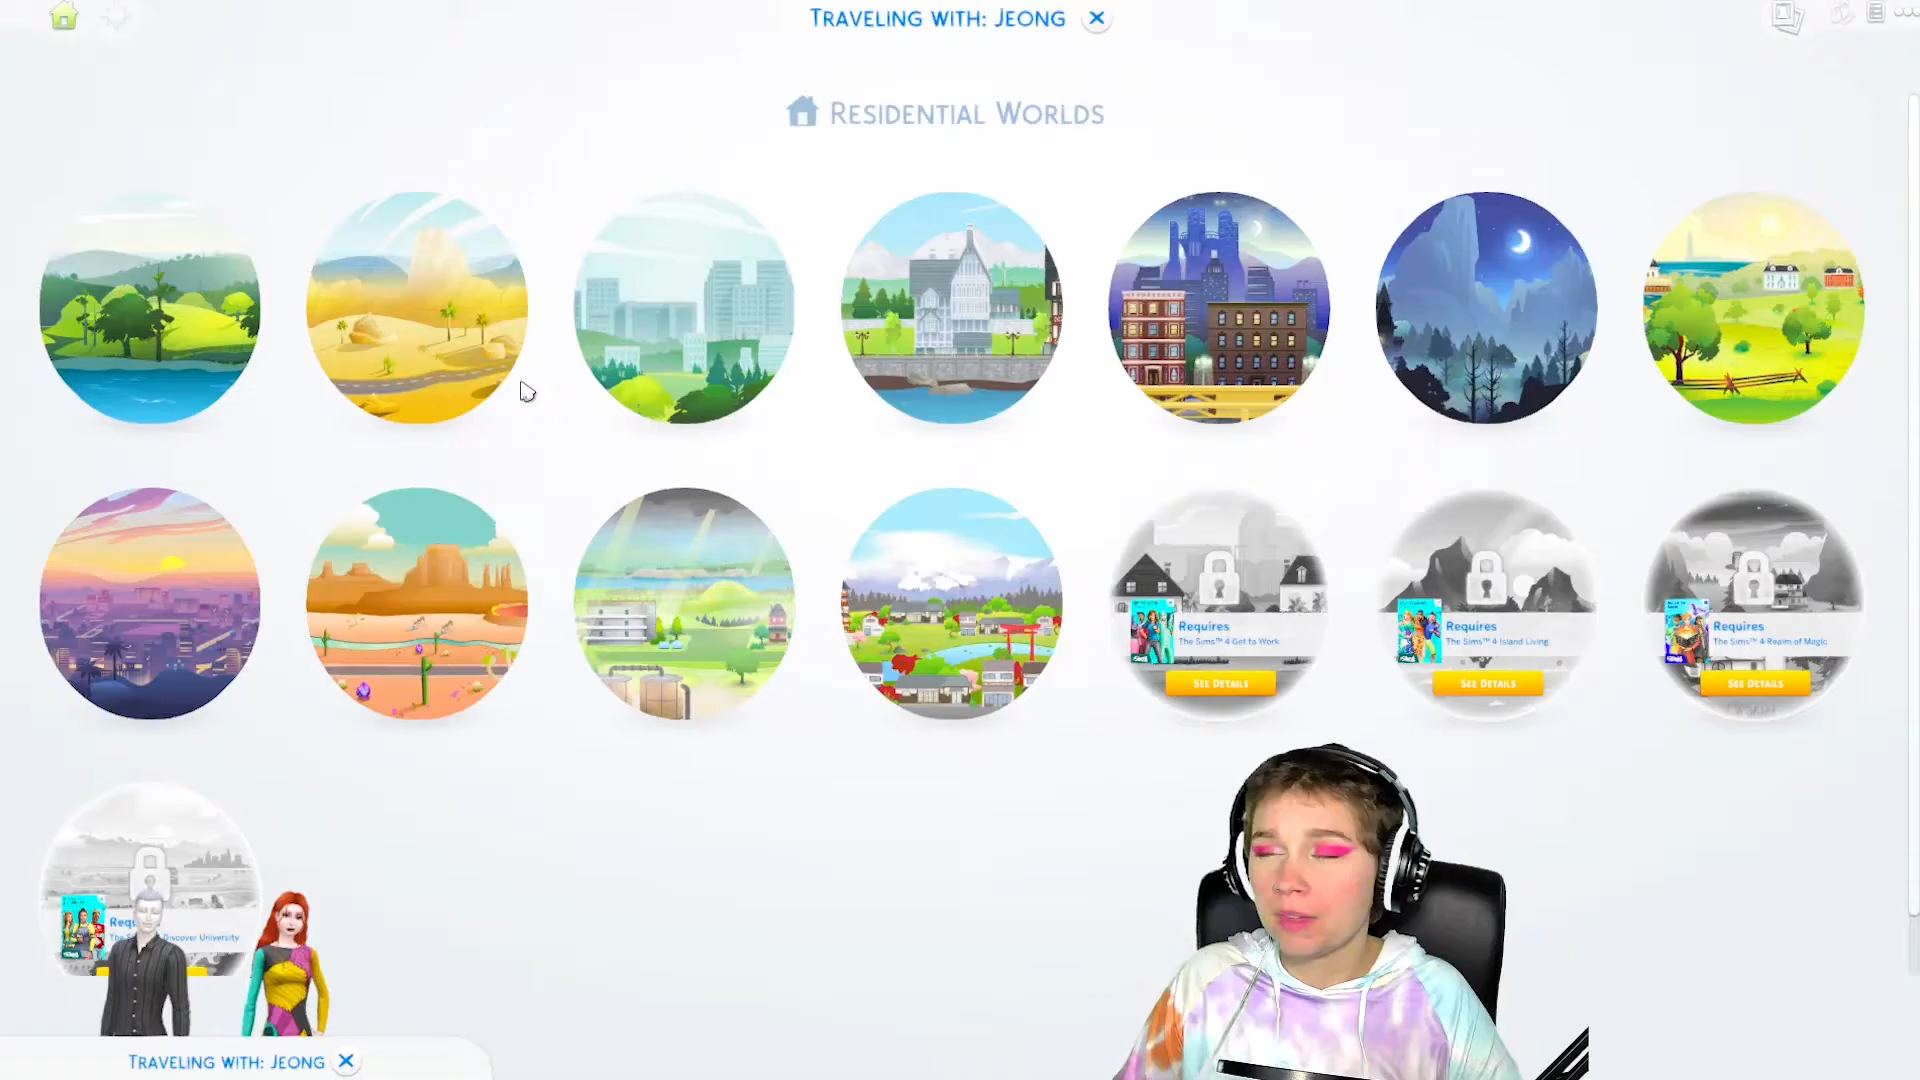 TRAVELING WITH: JEONG
RESIDENTIAL WORLDS
Requires
The Sims™ 4 Get to Work
SEE DETAILS
Requires
The Sims™ 4 Island Living
SEE DETAILS
Requires
The Sims™ 4 Realm of Magic
SEE DETAILS
Discover University
TRAVELING WITH: JEONG